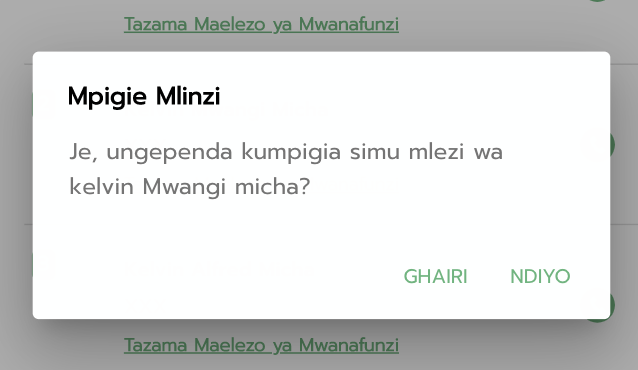 Tazama Maelezo ya Mwanafunzi
Mpigie Mlinzi
Je, ungependa kumpigia simu mlezi wa
kelvin Mwangi micha?
GHAIRI NDIYO
Tazama Maelezo ya Mwanafunzi